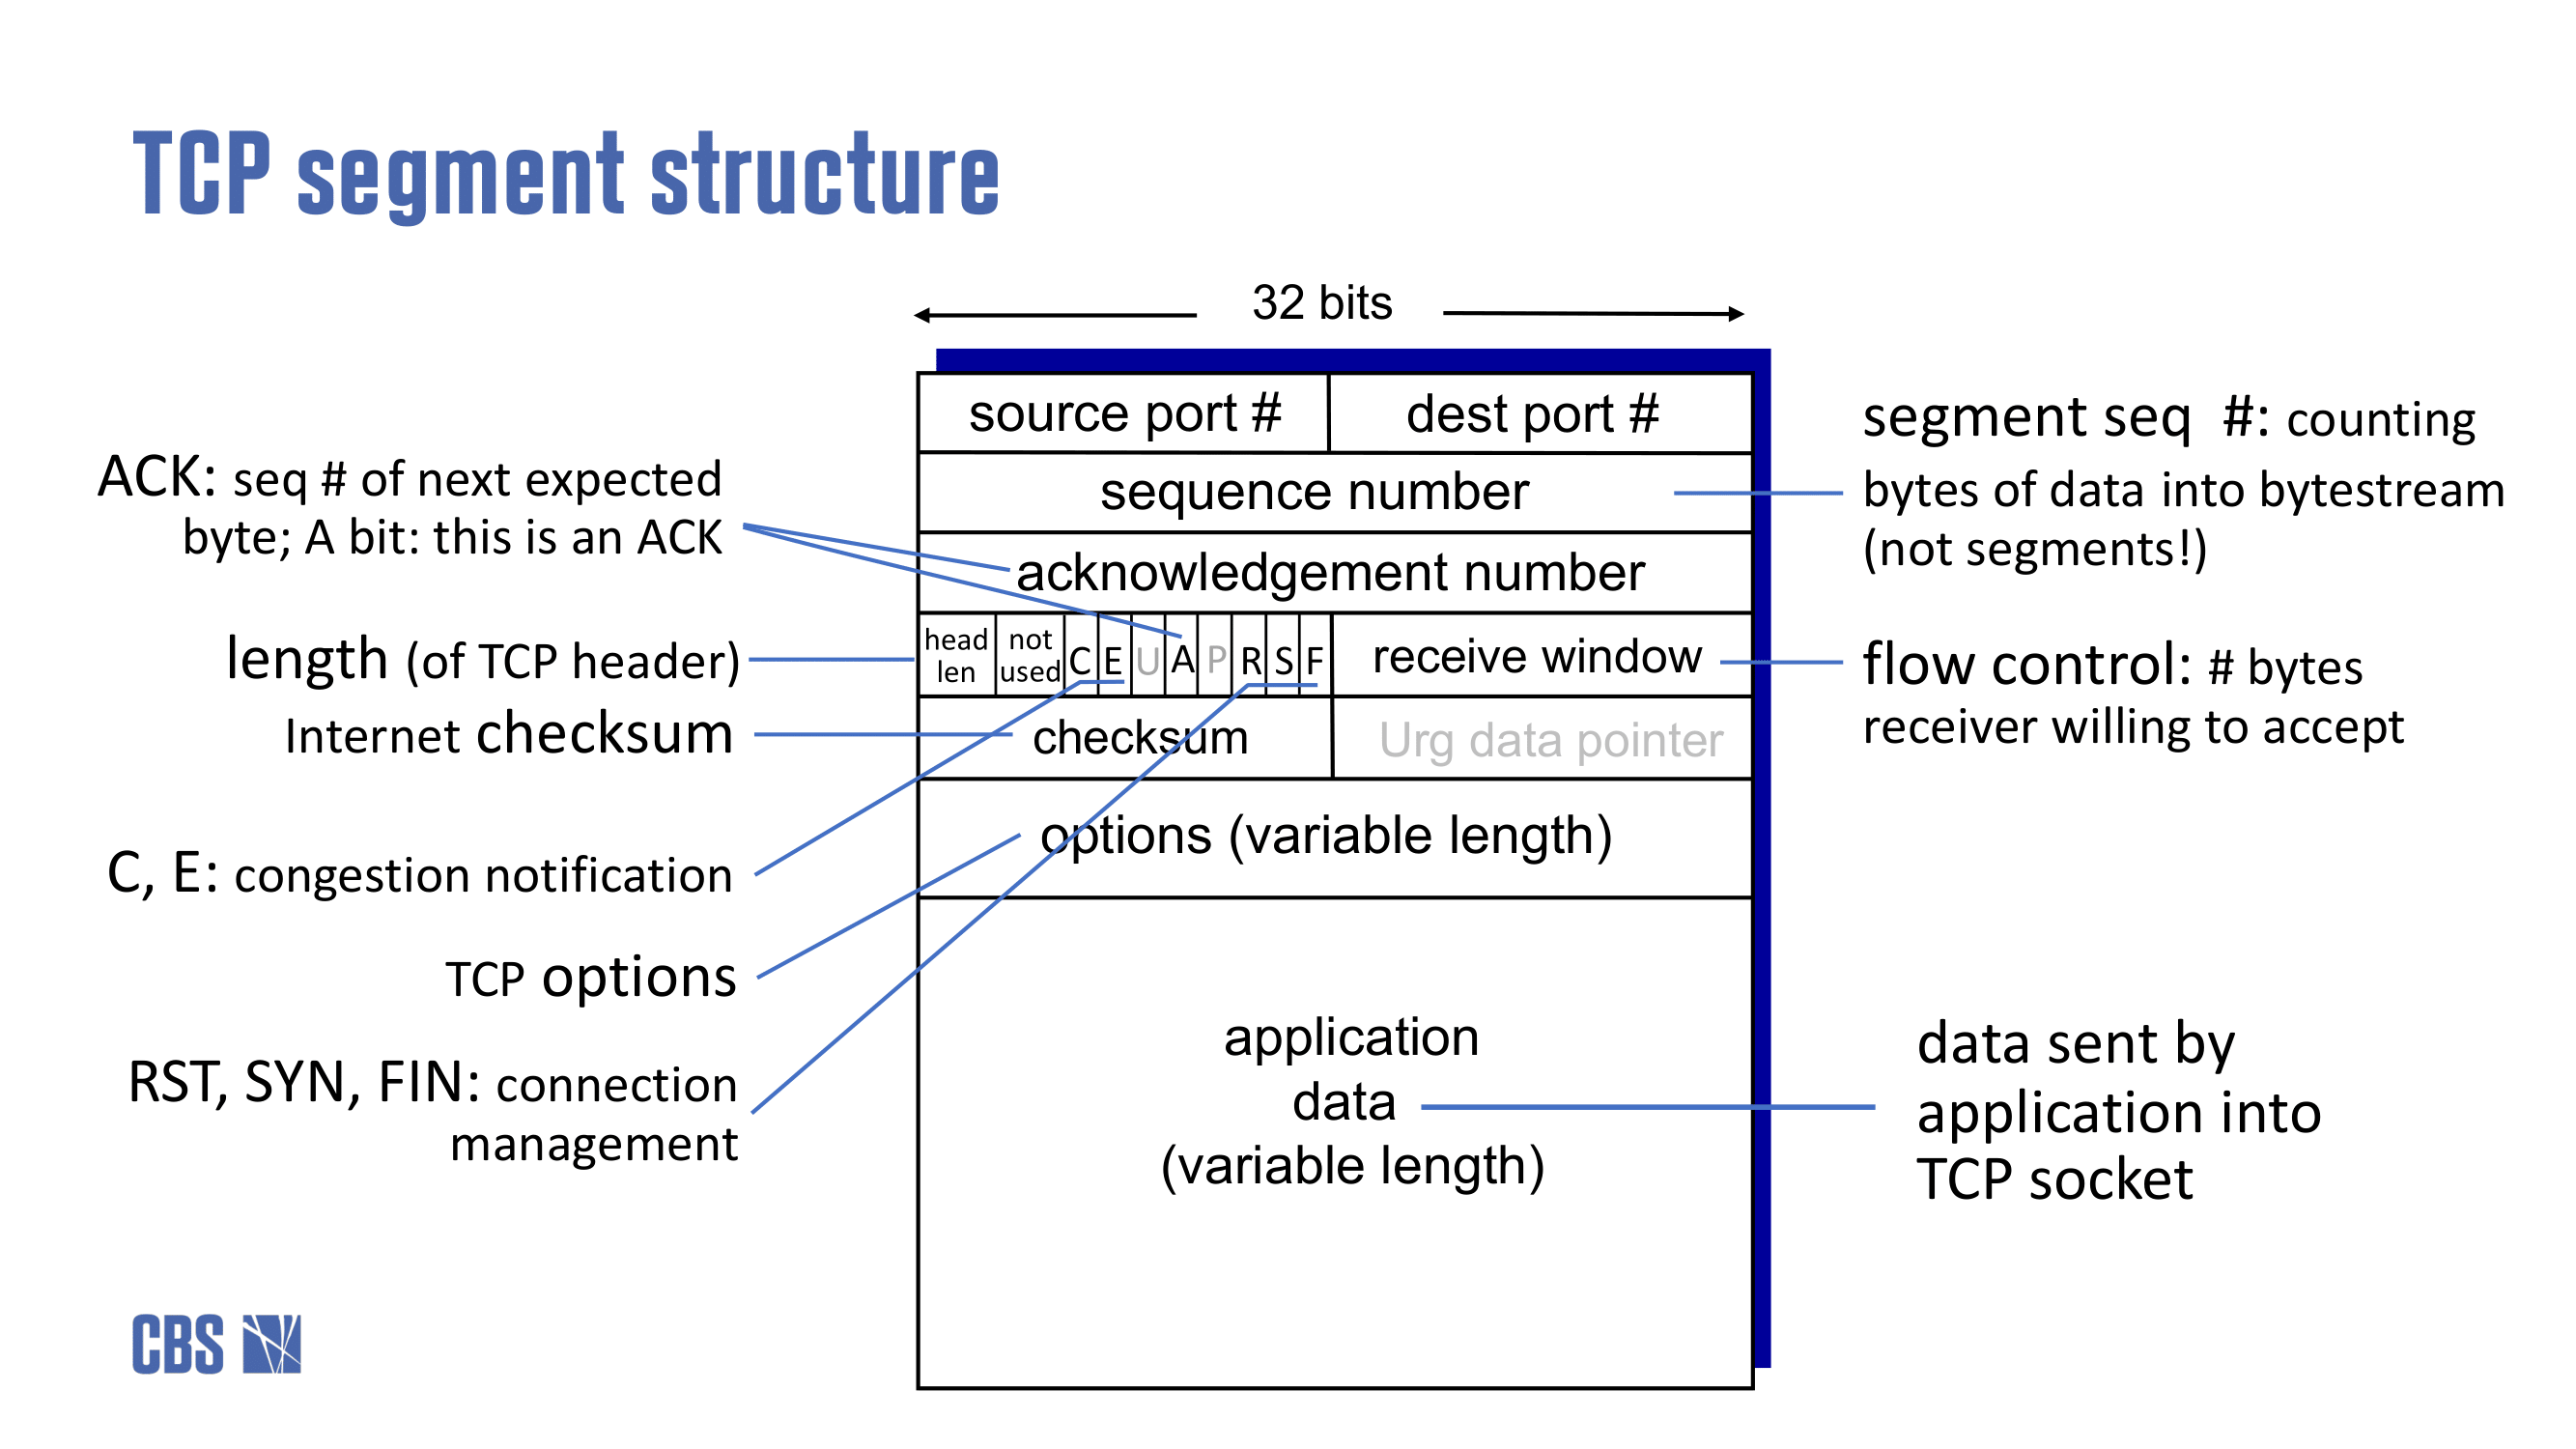 TCP segment structure
32 bits
source port #
dest port #
sequence number
acknowledgement number
head
len
not
used
C
E
U
A
P
R
S
F
receive window
checksum
Urg data pointer
options (variable length)
application
data
(variable length)
ACK: seq # of next expected
byte; A bit: this is an ACK
length (of TCP header)
Internet checksum
C, E: congestion notification
TCP options
RST, SYN, FIN: connection
management
segment seq #: counting
bytes of data into bytestream
(not segments!)
flow control: # bytes
receiver willing to accept
data sent by
application into
TCP socket
CBS